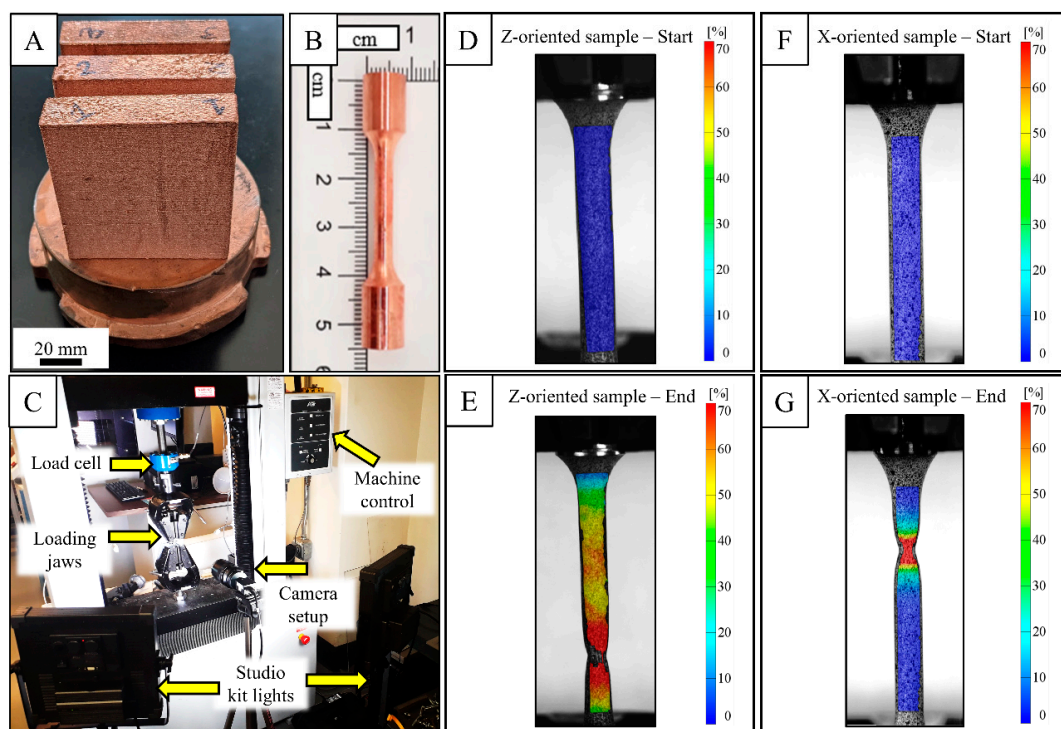 A
20 mm
B
cm
1
cm
1
2
3
4
5
6
C
Load cell
Loading
jaws
Machine
control
Camera
setup
Studio
kit lights
D
Z-oriented sample – Start
[%]
70
60
50
40
30
20
10
0
E
Z-oriented sample – End
[%]
70
60
50
40
30
20
10
0
F
X-oriented sample – Start
[%]
70
60
50
40
30
20
10
0
G
X-oriented sample – End
[%]
70
60
50
40
30
20
10
0